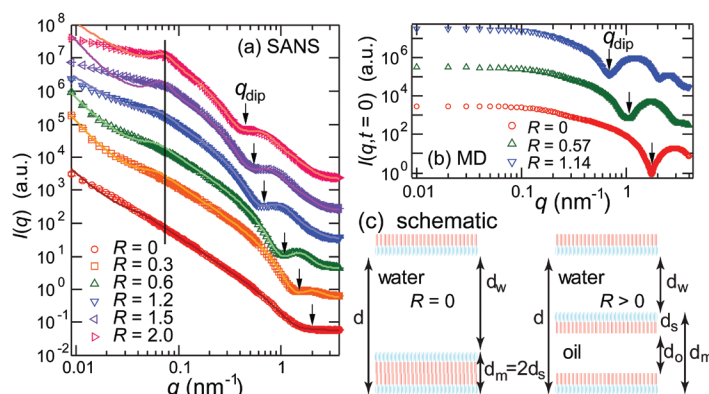 (a) SANS
I(q) (a.u.)
10^8
10^7
10^6
10^5
10^4
10^3
10^2
10^1
10^0
10^-1
10^-2
q_dip
R = 0
R = 0.3
R = 0.6
R = 1.2
R = 1.5
R = 2.0
0.01
0.1
1
q (nm^-1)
I(q,t = 0) (a.u.)
10^6
10^4
10^2
10^0
q_dip
R = 0
R = 0.57
R = 1.14
(b) MD
0.01
0.1
1
q (nm^-1)
(c) schematic
water
R = 0
d
d_w
d_m=2d_s
water
R > 0
oil
d
d_w
d_s
d_o
d_m